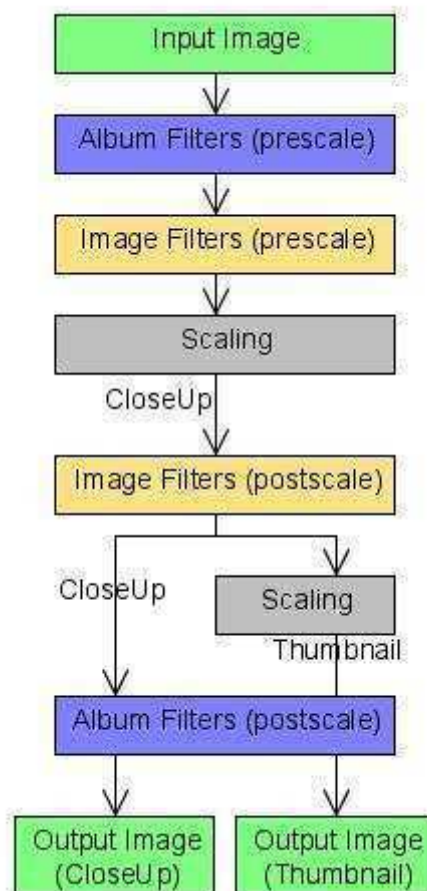 Input Image
Album Filters (prescale)
Image Filters (prescale)
Scaling
CloseUp
Image Filters (postscale)
CloseUp
Scaling
Thumbnail
Album Filters (postscale)
Output Image
(CloseUp)
Output Image
(Thumbnail)